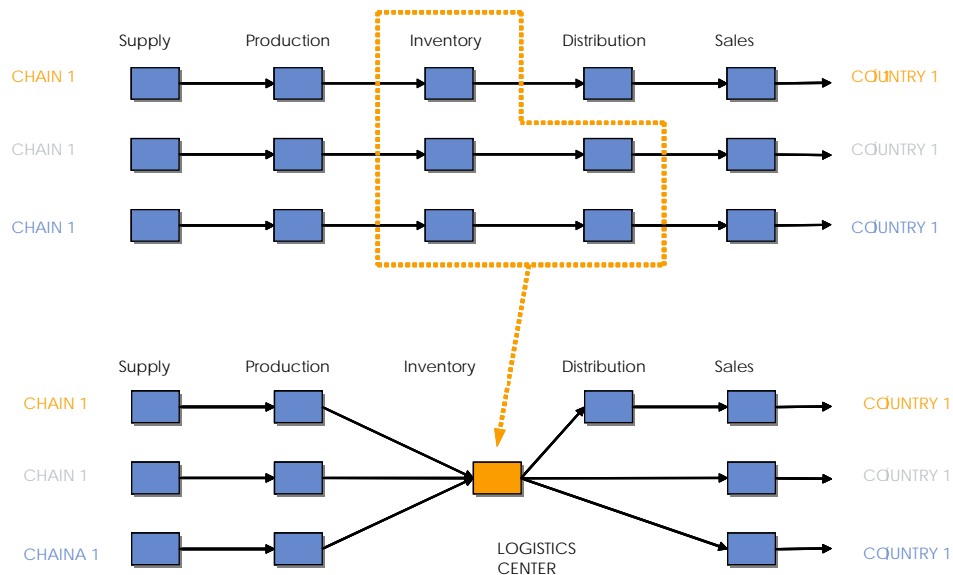 Supply Production Inventory Distribution Sales
CHAIN 1 COUNTRY 1
CHAIN 1 COUNTRY 1
CHAIN 1 COUNTRY 1
Supply Production Inventory Distribution Sales
CHAIN 1 COUNTRY 1
CHAIN 1 COUNTRY 1
CHAINA 1 COUNTRY 1
LOGISTICS
CENTER